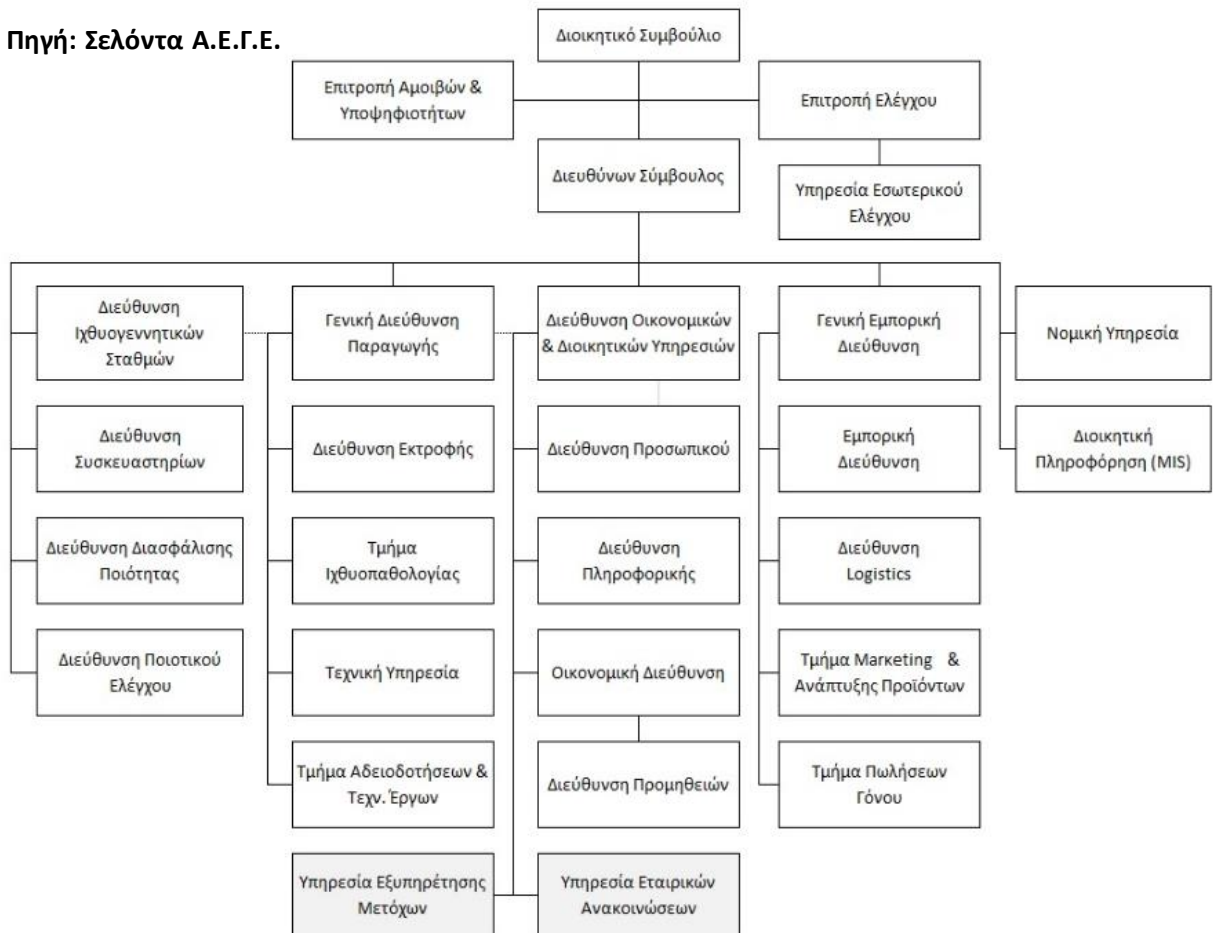 Πηγή: Σελόντα Α.Ε.Γ.Ε.
Διοικητικό Συμβούλιο
Επιτροπή Αμοιβών &
Υποψηφιοτήτων
Επιτροπή Ελέγχου
Διευθύνων Σύμβουλος
Υπηρεσία Εσωτερικού
Ελέγχου
Διεύθυνση
Ιχθυογεννητικών
Σταθμών
Γενική Διεύθυνση
Παραγωγής
Διεύθυνση Οικονομικών
& Διοικητικών Υπηρεσιών
Γενική Εμπορική
Διεύθυνση
Νομική Υπηρεσία
Διεύθυνση
Συσκευαστηρίων
Διεύθυνση Εκτροφής
Διεύθυνση Προσωπικού
Εμπορική
Διεύθυνση
Διοικητική
Πληροφόρηση (MIS)
Διεύθυνση Διασφάλισης
Ποιότητας
Τμήμα
Ιχθυοπαθολογίας
Διεύθυνση
Πληροφορικής
Διεύθυνση
Logistics
Διεύθυνση Ποιοτικού
Ελέγχου
Τεχνική Υπηρεσία
Οικονομική Διεύθυνση
Τμήμα Marketing &
Ανάπτυξης Προϊόντων
Τμήμα Αδειοδοτήσεων &
Τεχν. Έργων
Διεύθυνση Προμηθειών
Τμήμα Πωλήσεων
Γόνου
Υπηρεσία Εξυπηρέτησης
Μετόχων
Υπηρεσία Εταιρικών
Ανακοινώσεων